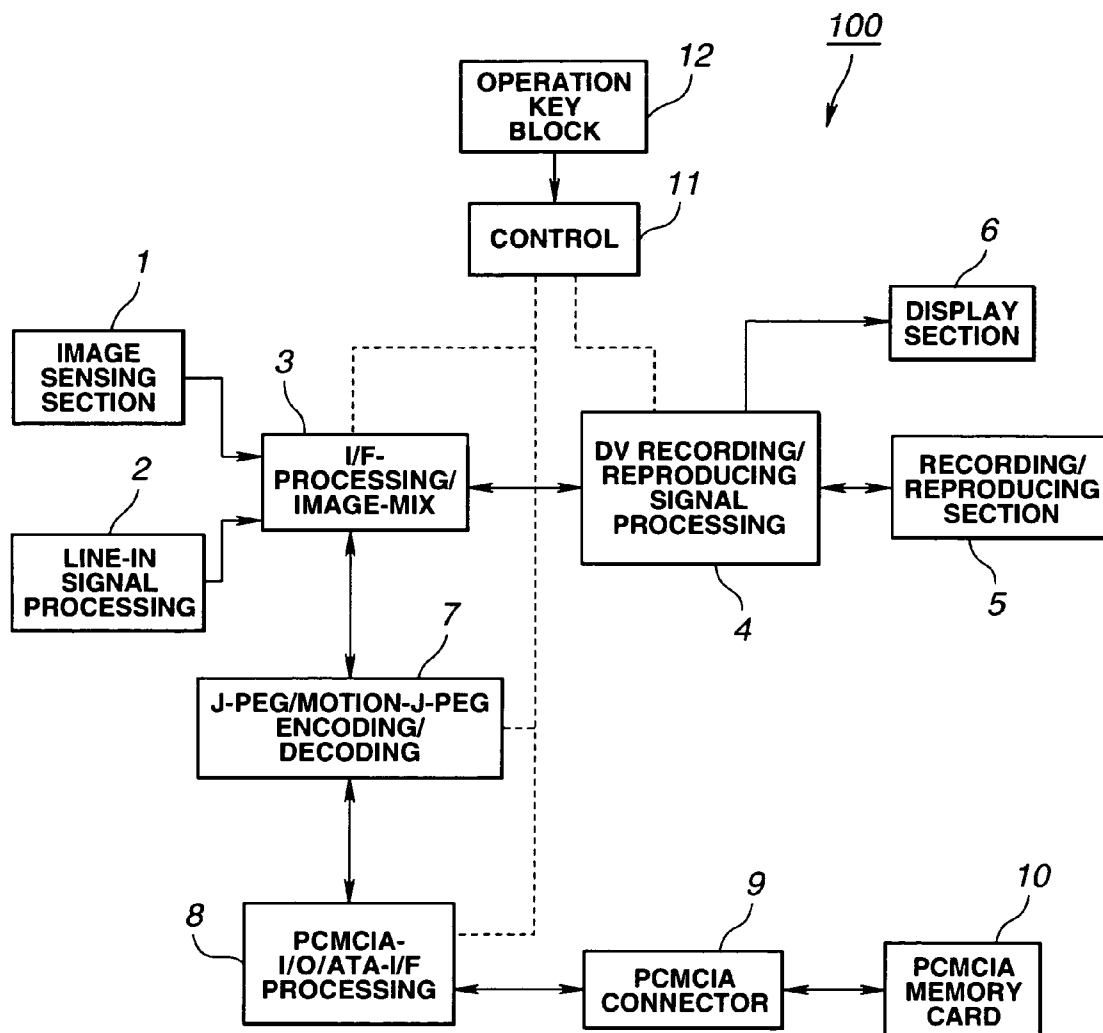 100
12
OPERATION
KEY
BLOCK
11
CONTROL
6
DISPLAY
SECTION
1
IMAGE
SENSING
SECTION
3
I/F-
PROCESSING/
IMAGE-MIX
DV RECORDING/
REPRODUCING
SIGNAL
PROCESSING
4
RECORDING/
REPRODUCING
SECTION
5
2
LINE-IN
SIGNAL
PROCESSING
7
J-PEG/MOTION-J-PEG
ENCODING/
DECODING
8
PCMCIA-
I/O/ATA-I/F
PROCESSING
9
PCMCIA
CONNECTOR
10
PCMCIA
MEMORY
CARD